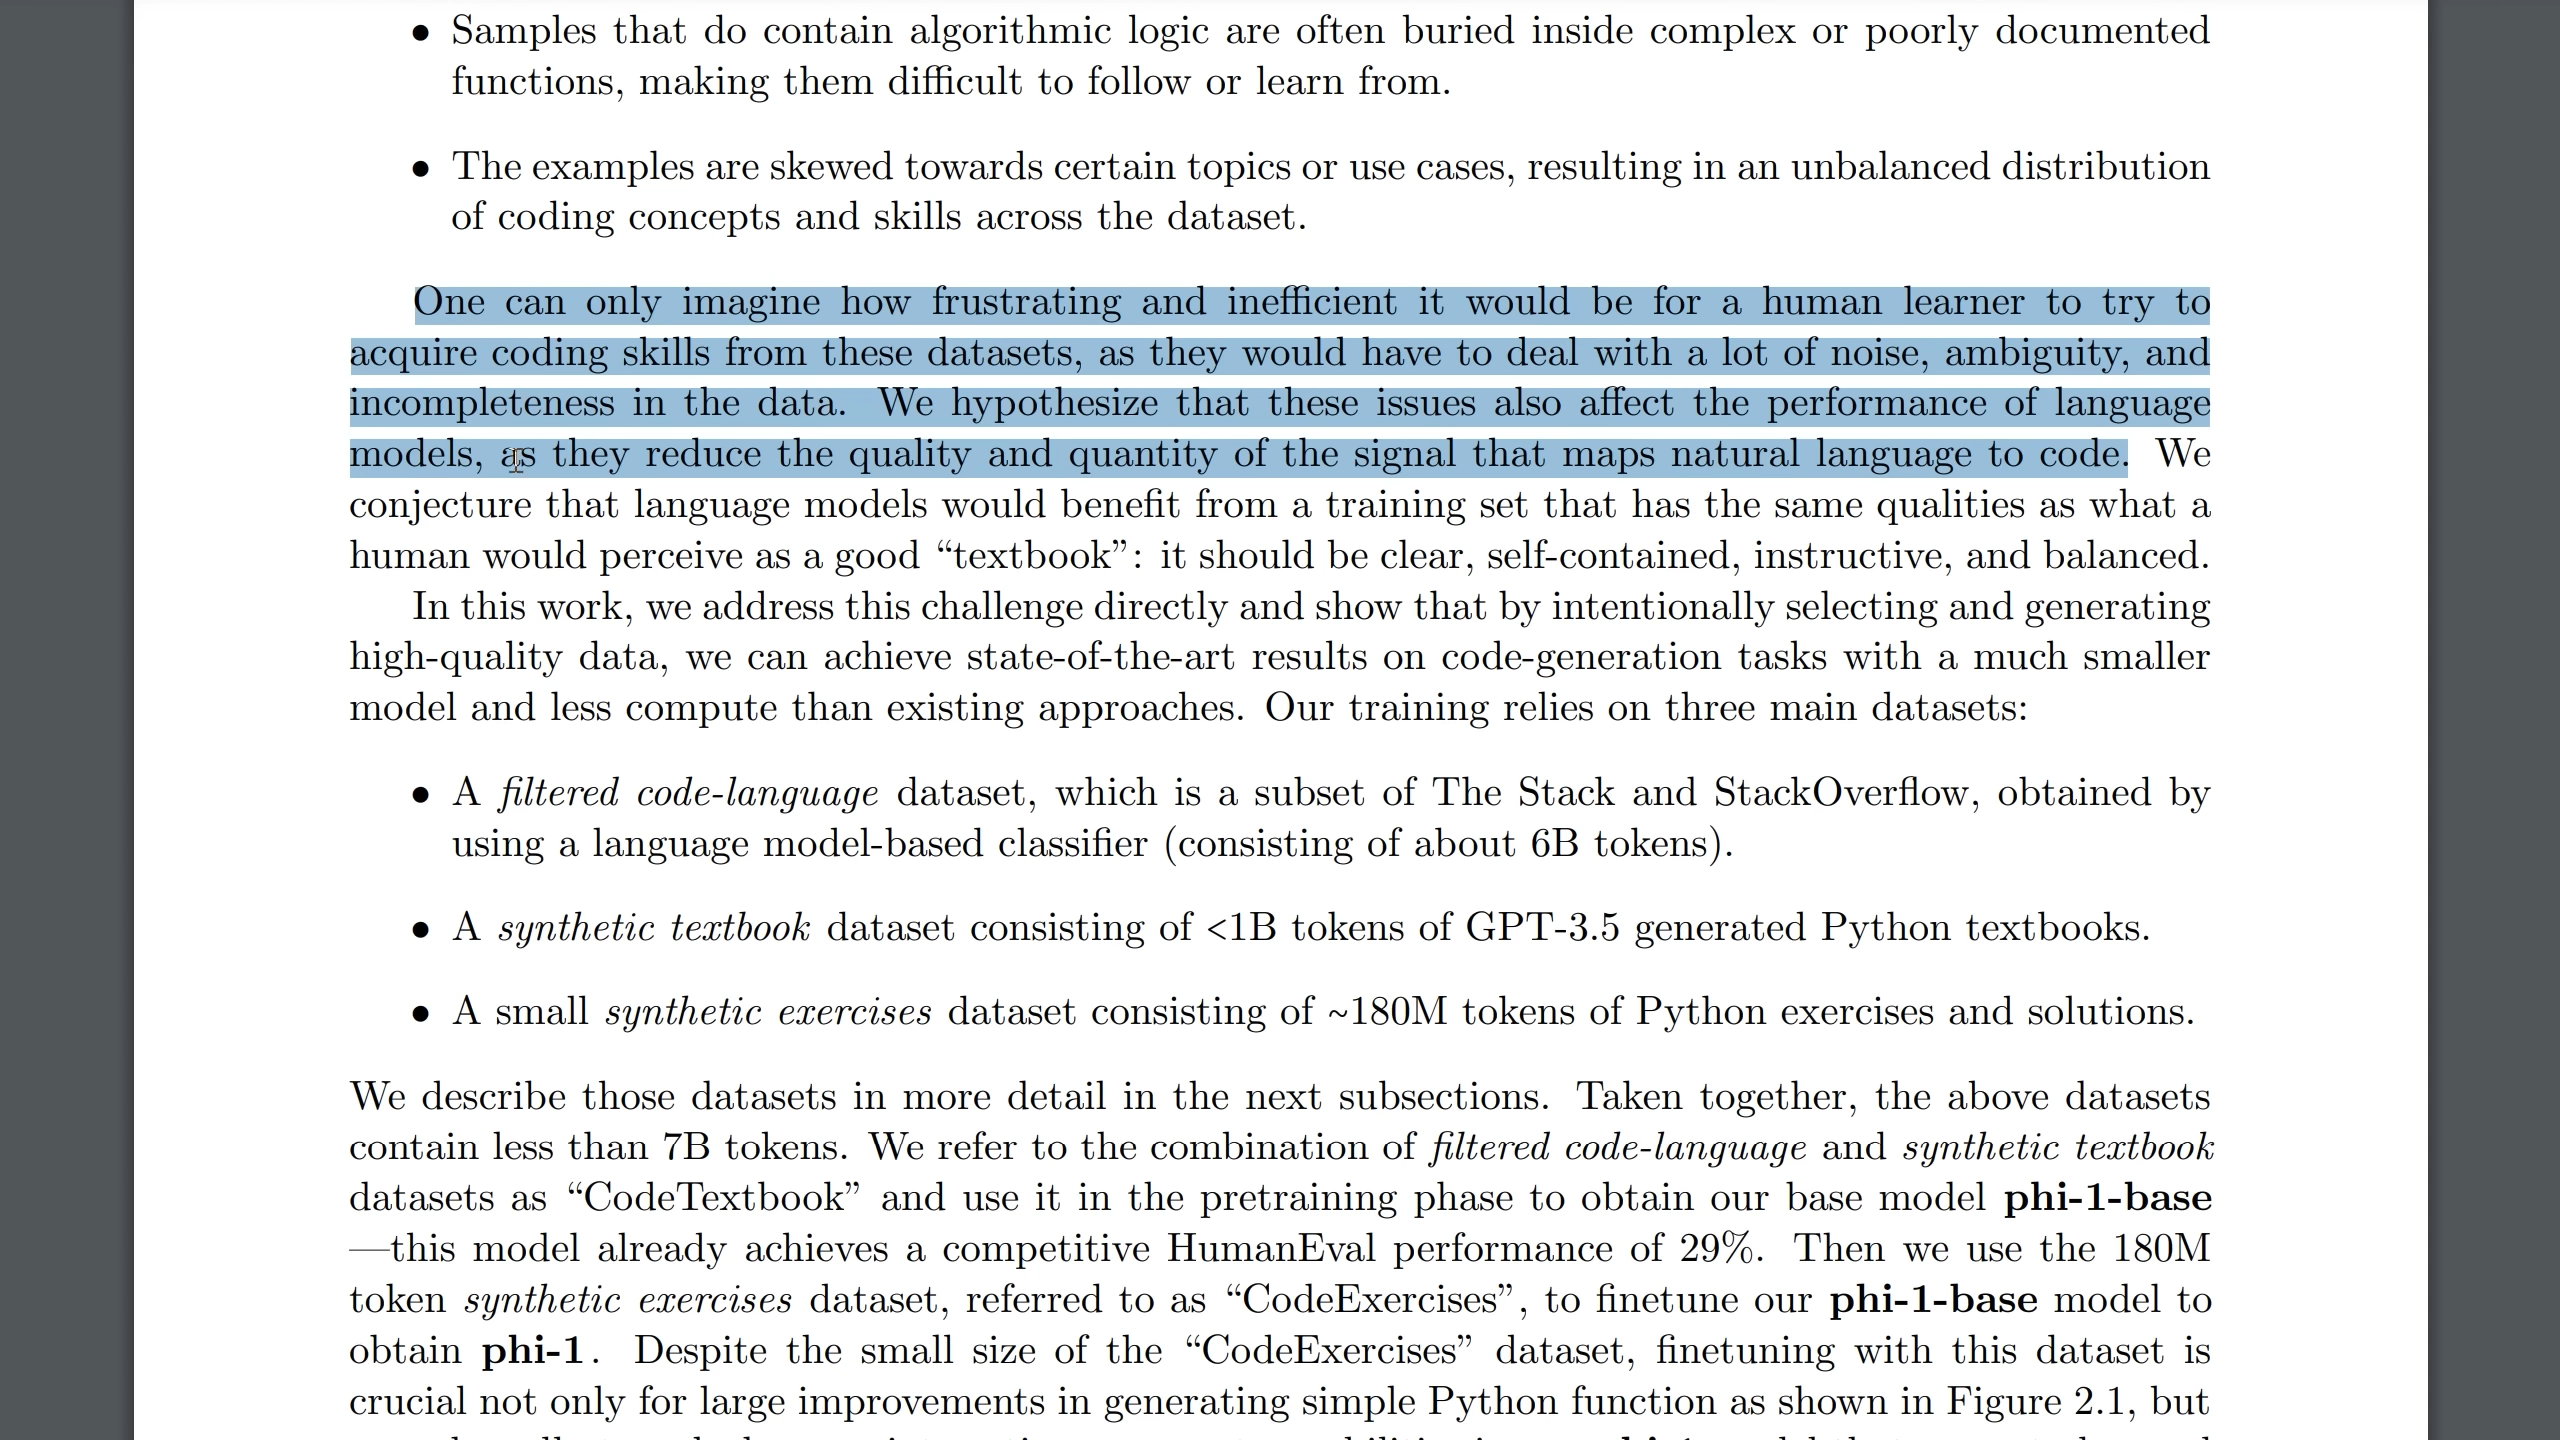 • Samples that do contain algorithmic logic are often buried inside complex or poorly documented
functions, making them difficult to follow or learn from.
• The examples are skewed towards certain topics or use cases, resulting in an unbalanced distribution
of coding concepts and skills across the dataset.
One can only imagine how frustrating and inefficient it would be for a human learner to try to
acquire coding skills from these datasets, as they would have to deal with a lot of noise, ambiguity, and
incompleteness in the data. We hypothesize that these issues also affect the performance of language
models, as they reduce the quality and quantity of the signal that maps natural language to code. We
conjecture that language models would benefit from a training set that has the same qualities as what a
human would perceive as a good “textbook”: it should be clear, self-contained, instructive, and balanced.
In this work, we address this challenge directly and show that by intentionally selecting and generating
high-quality data, we can achieve state-of-the-art results on code-generation tasks with a much smaller
model and less compute than existing approaches. Our training relies on three main datasets:
• A filtered code-language dataset, which is a subset of The Stack and StackOverflow, obtained by
using a language model-based classifier (consisting of about 6B tokens).
• A synthetic textbook dataset consisting of <1B tokens of GPT-3.5 generated Python textbooks.
• A small synthetic exercises dataset consisting of ~180M tokens of Python exercises and solutions.
We describe those datasets in more detail in the next subsections. Taken together, the above datasets
contain less than 7B tokens. We refer to the combination of filtered code-language and synthetic textbook
datasets as “CodeTextbook” and use it in the pretraining phase to obtain our base model phi-1-base
—this model already achieves a competitive HumanEval performance of 29%. Then we use the 180M
token synthetic exercises dataset, referred to as “CodeExercises”, to finetune our phi-1-base model to
obtain phi-1. Despite the small size of the “CodeExercises” dataset, finetuning with this dataset is
crucial not only for large improvements in generating simple Python function as shown in Figure 2.1, but